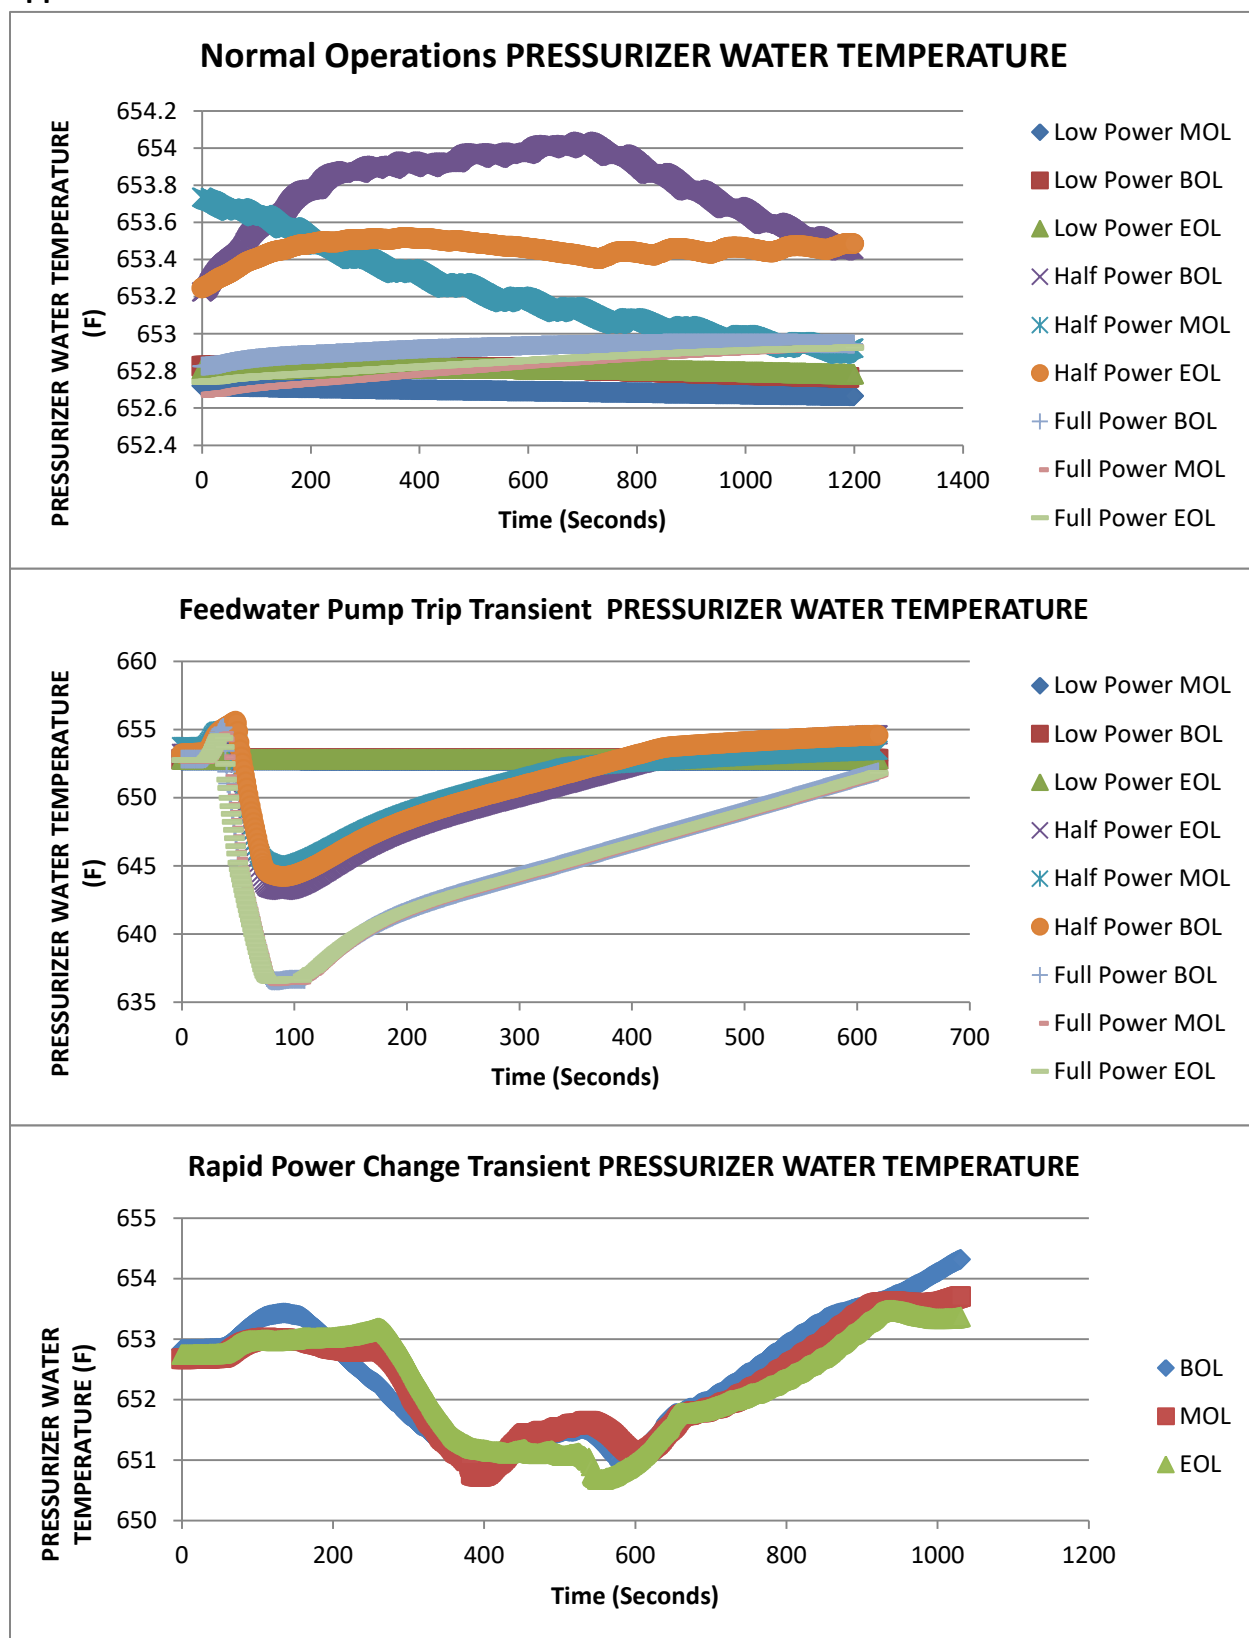 Normal Operations PRESSURIZER WATER TEMPERATURE
PRESSURIZER WATER TEMPERATURE
(F)
654.2
654
653.8
653.6
653.4
653.2
653
652.8
652.6
652.4
0
200
400
600
800
1000
1200
1400
Time (Seconds)
Low Power MOL
Low Power BOL
Low Power EOL
Half Power BOL
Half Power MOL
Half Power EOL
Full Power BOL
Full Power MOL
Full Power EOL
Feedwater Pump Trip Transient PRESSURIZER WATER TEMPERATURE
PRESSURIZER WATER TEMPERATURE
(F)
660
655
650
645
640
635
0
100
200
300
400
500
600
700
Time (Seconds)
Low Power MOL
Low Power BOL
Low Power EOL
Half Power EOL
Half Power MOL
Half Power BOL
Full Power BOL
Full Power MOL
Full Power EOL
Rapid Power Change Transient PRESSURIZER WATER TEMPERATURE
PRESSURIZER WATER
TEMPERATURE (F)
655
654
653
652
651
650
0
200
400
600
800
1000
1200
Time (Seconds)
BOL
MOL
EOL